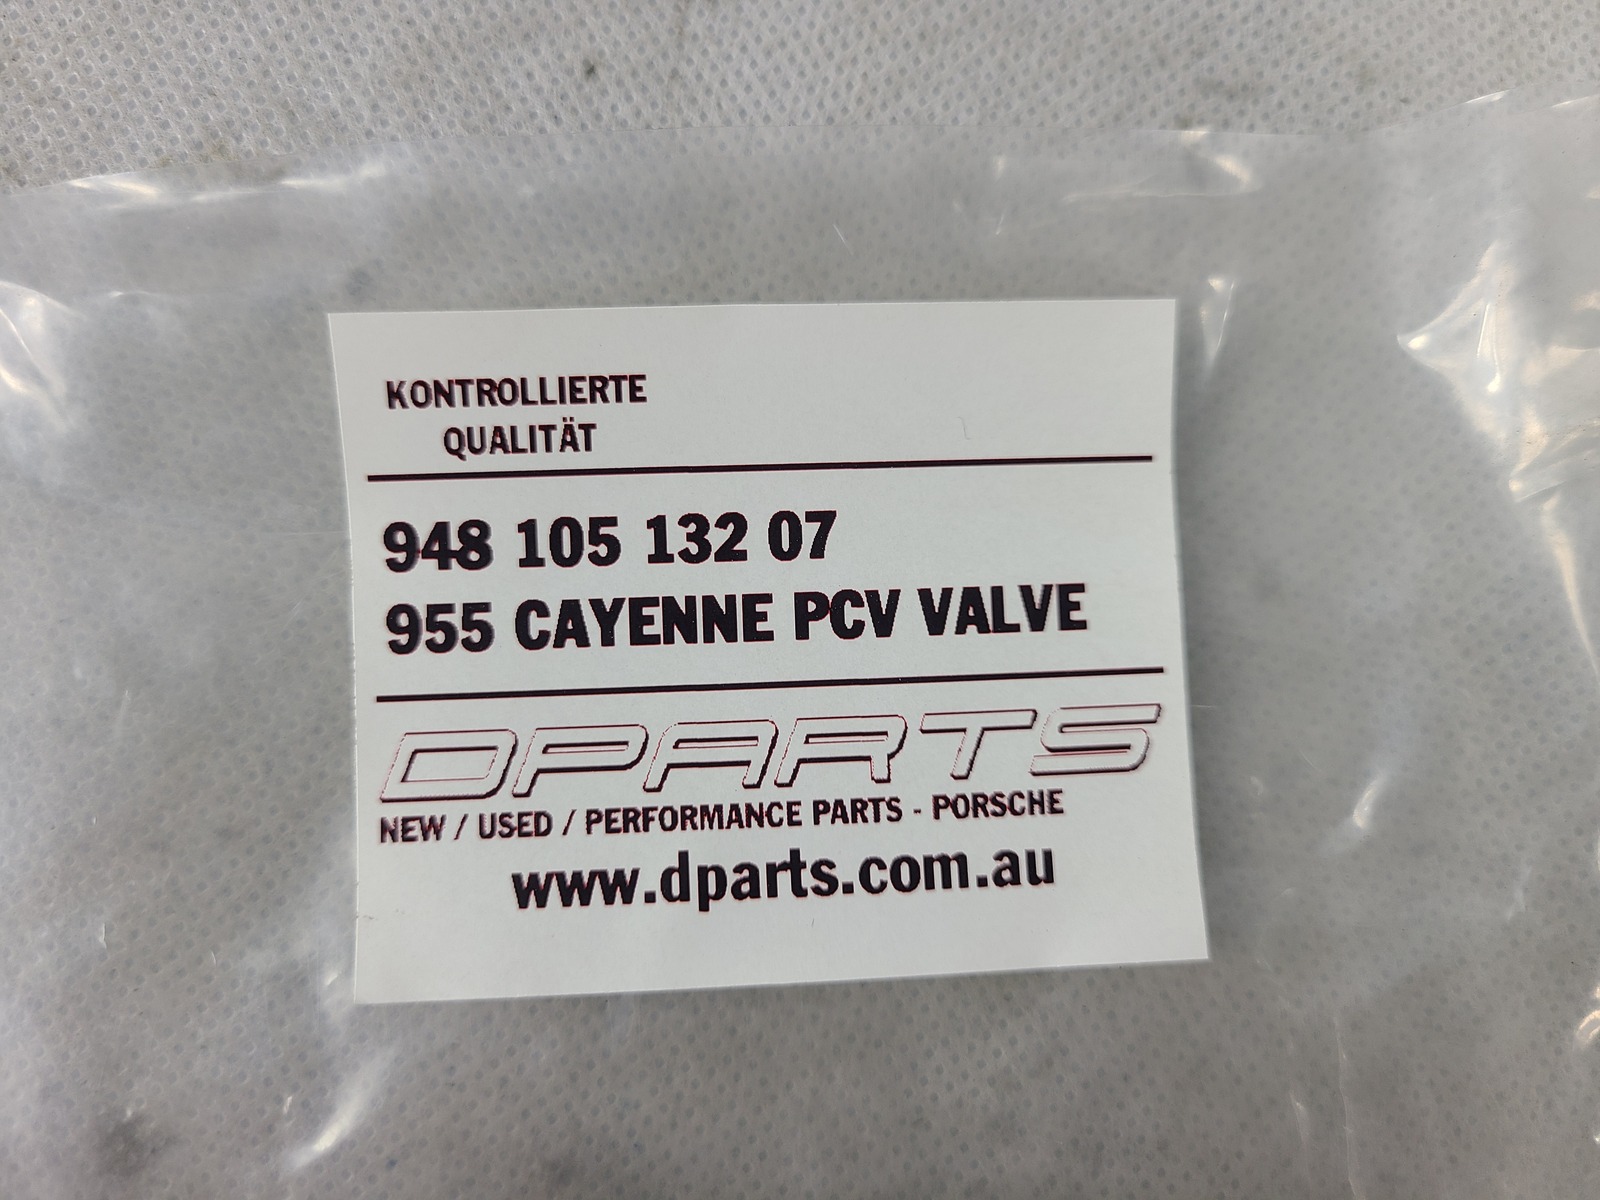 KONTROLLIERTE
QUALITÄT
948 105 132 07
955 CAYENNE PCV VALVE
DPARTS
NEW / USED / PERFORMANCE PARTS - PORSCHE
www.dparts.com.au